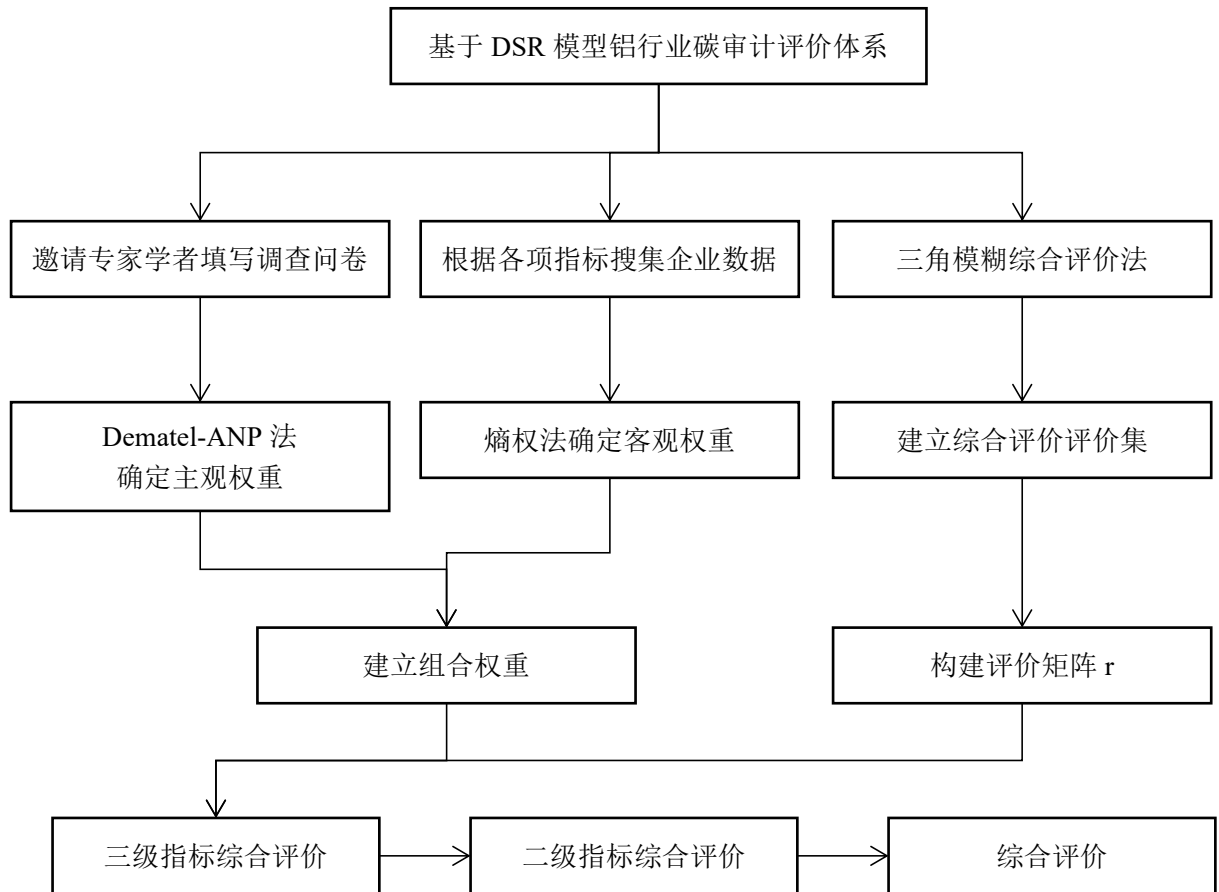 基于 DSR 模型铝行业碳审计评价体系
邀请专家学者填写调查问卷
根据各项指标搜集企业数据
三角模糊综合评价法
Dematel-ANP 法
确定主观权重
熵权法确定客观权重
建立综合评价评价集
建立组合权重
构建评价矩阵 r
三级指标综合评价
二级指标综合评价
综合评价